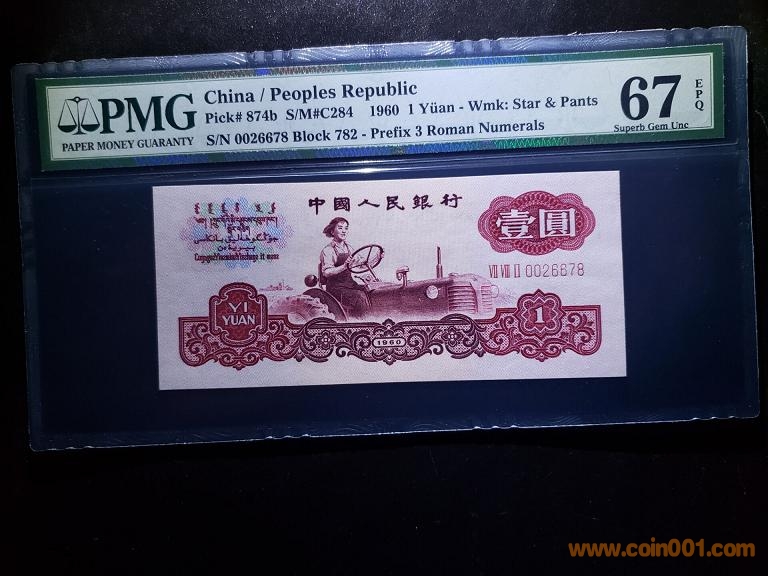 PMG
PAPER MONEY GUARANTY
China / Peoples Republic
Pick# 874b S/M#C284 1960 1 Yüan - Wmk: Star & Pants
S/N 0026678 Block 782 - Prefix 3 Roman Numerals
67
EPQ
Superb Gem Unc
中國人民銀行
壹圓
VII VIII II 0026678
YI
YUAN
1960
1
www.coin001.com